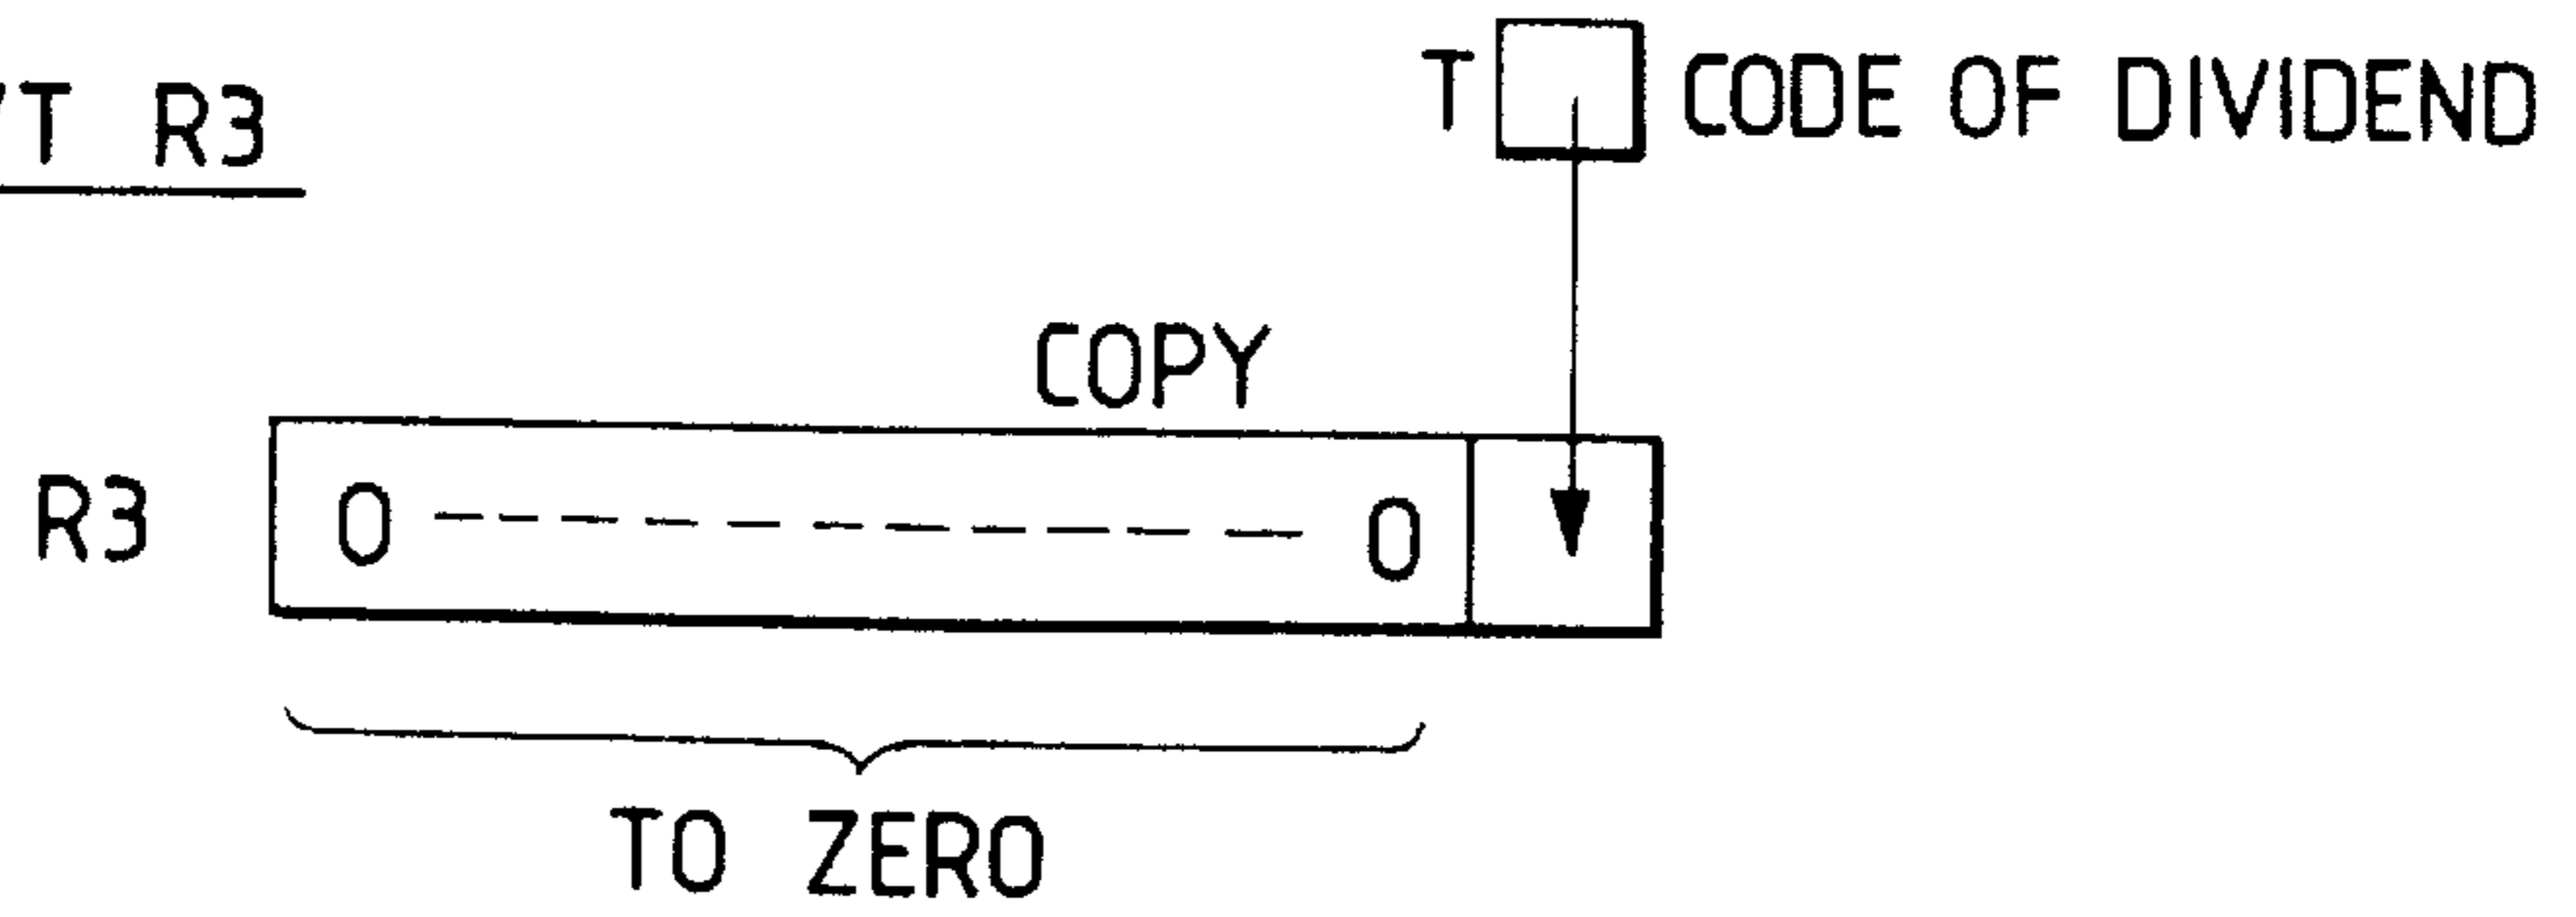 T R3
T CODE OF DIVIDEND
COPY
R3 0 0
TO ZERO